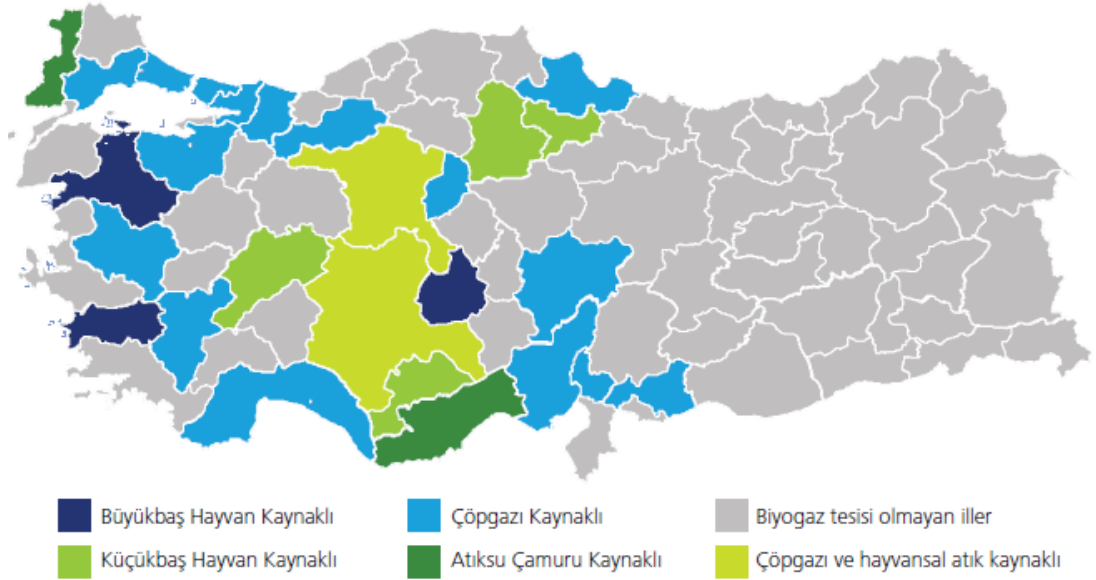 Büyükbaş Hayvan Kaynaklı
Çöpgazı Kaynaklı
Biyogaz tesisi olmayan iller
Küçükbaş Hayvan Kaynaklı
Atıksu Çamuru Kaynaklı
Çöpgazı ve hayvansal atık kaynaklı